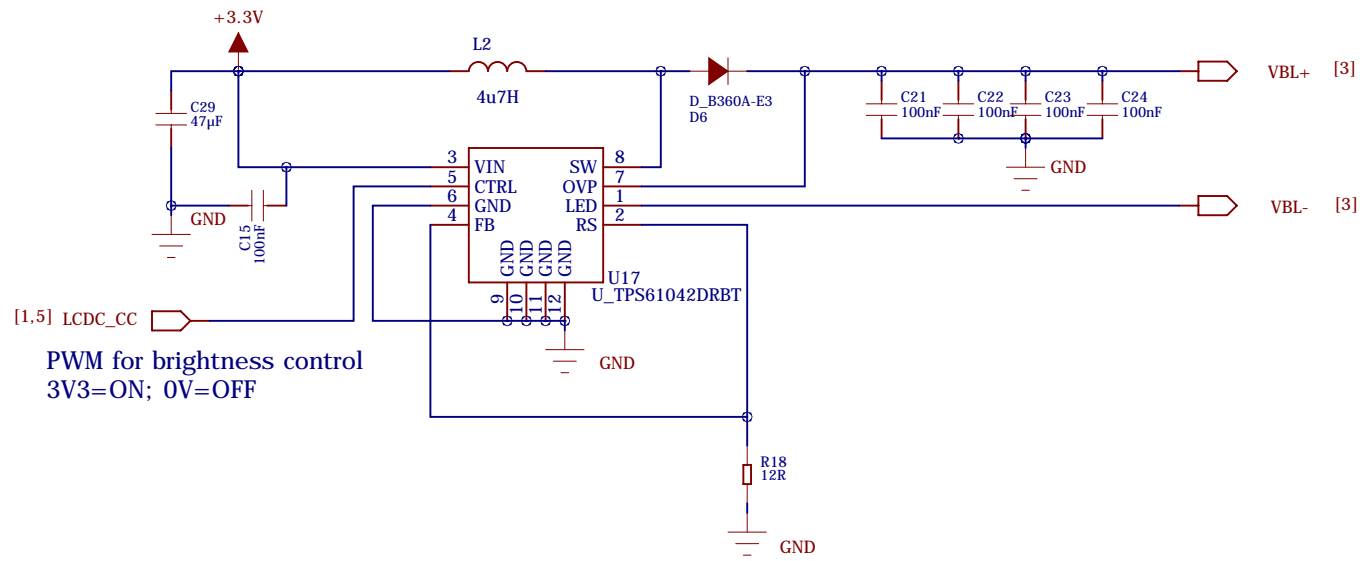 +3.3V
L2
4u7H
D_B360A-E3
D6
VBL+ [3]
C29
47µF
C21
100nF
C22
100nF
C23
100nF
C24
100nF
GND
3 VIN SW 8
5 CTRL OVP 7
6 GND LED 1
4 FB RS 2
VBL- [3]
GND
C15
100nF
GND GND GND GND
9 10 11 12
U17
U_TPS61042DRBT
[1,5] LCDC_CC
PWM for brightness control
3V3=ON; 0V=OFF
GND
R18
12R
GND